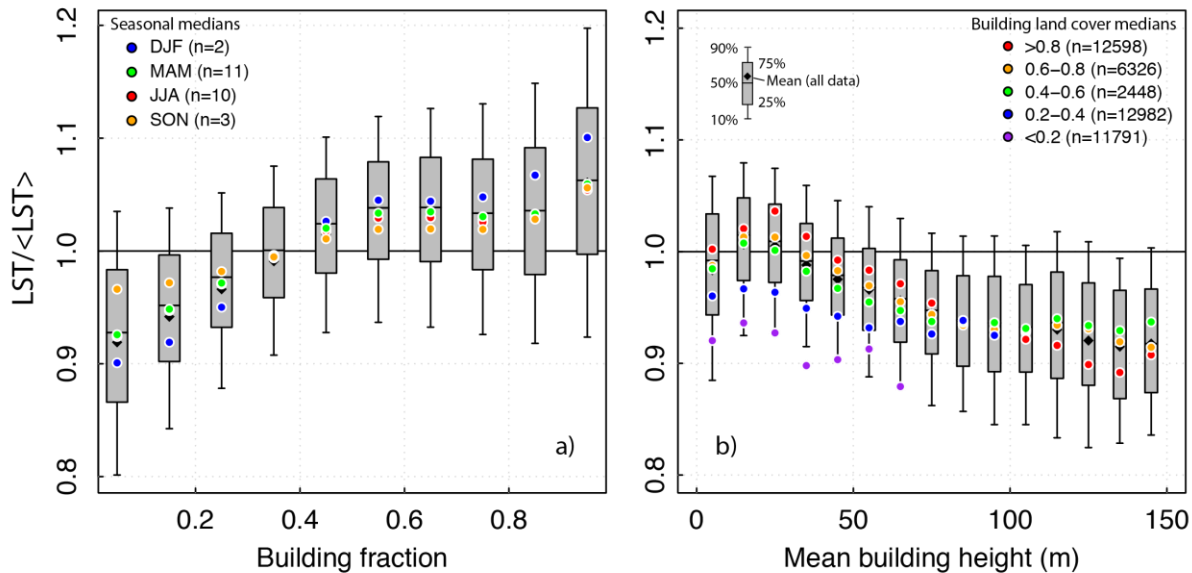 LST/<LST>
1.2
1.1
1.0
0.9
0.8
Seasonal medians
DJF (n=2)
MAM (n=11)
JJA (n=10)
SON (n=3)
a)
0.2
0.4
0.6
0.8
Building fraction
1.2
1.1
1.0
0.9
0.8
90%
75%
50%
Mean (all data)
25%
10%
Building land cover medians
>0.8 (n=12598)
0.6–0.8 (n=6326)
0.4–0.6 (n=2448)
0.2–0.4 (n=12982)
<0.2 (n=11791)
b)
0
50
100
150
Mean building height (m)